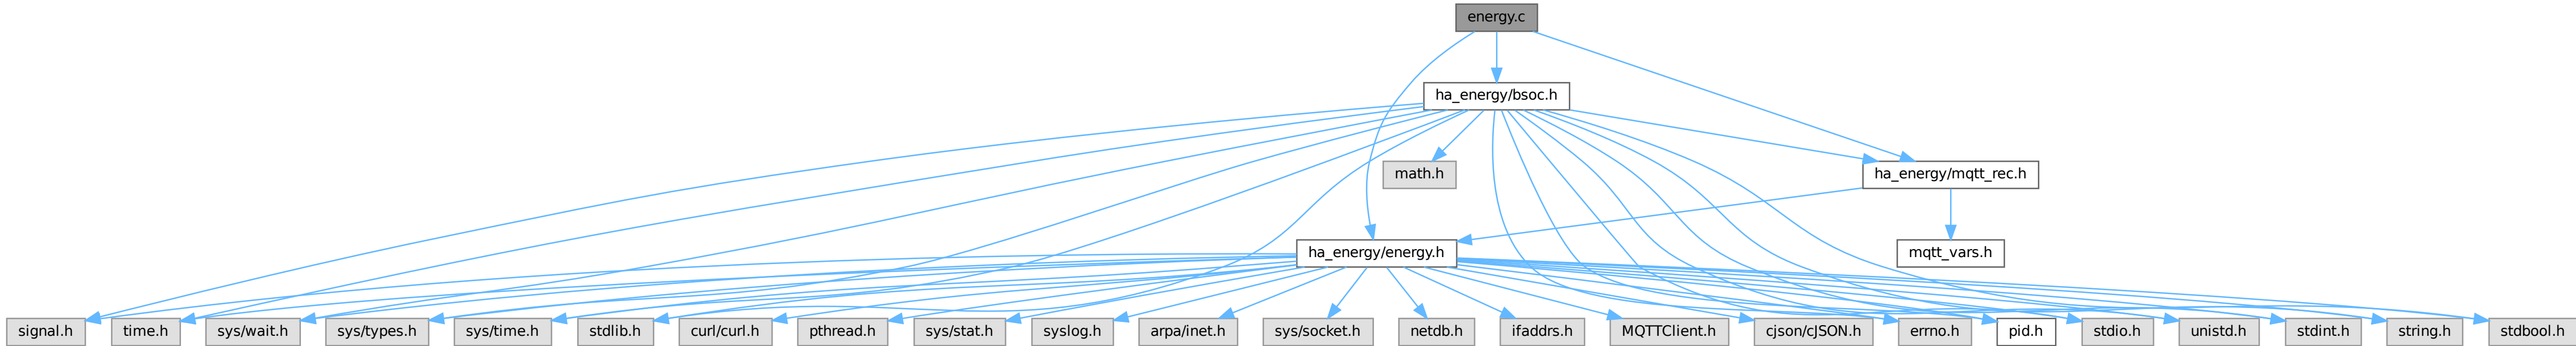 energy.c
ha_energy/bsoc.h
math.h
ha_energy/mqtt_rec.h
ha_energy/energy.h
mqtt_vars.h
signal.h
time.h
sys/wait.h
sys/types.h
sys/time.h
stdlib.h
curl/curl.h
pthread.h
sys/stat.h
syslog.h
arpa/inet.h
sys/socket.h
netdb.h
ifaddrs.h
MQTTClient.h
cjson/cJSON.h
errno.h
pid.h
stdio.h
unistd.h
stdint.h
string.h
stdbool.h